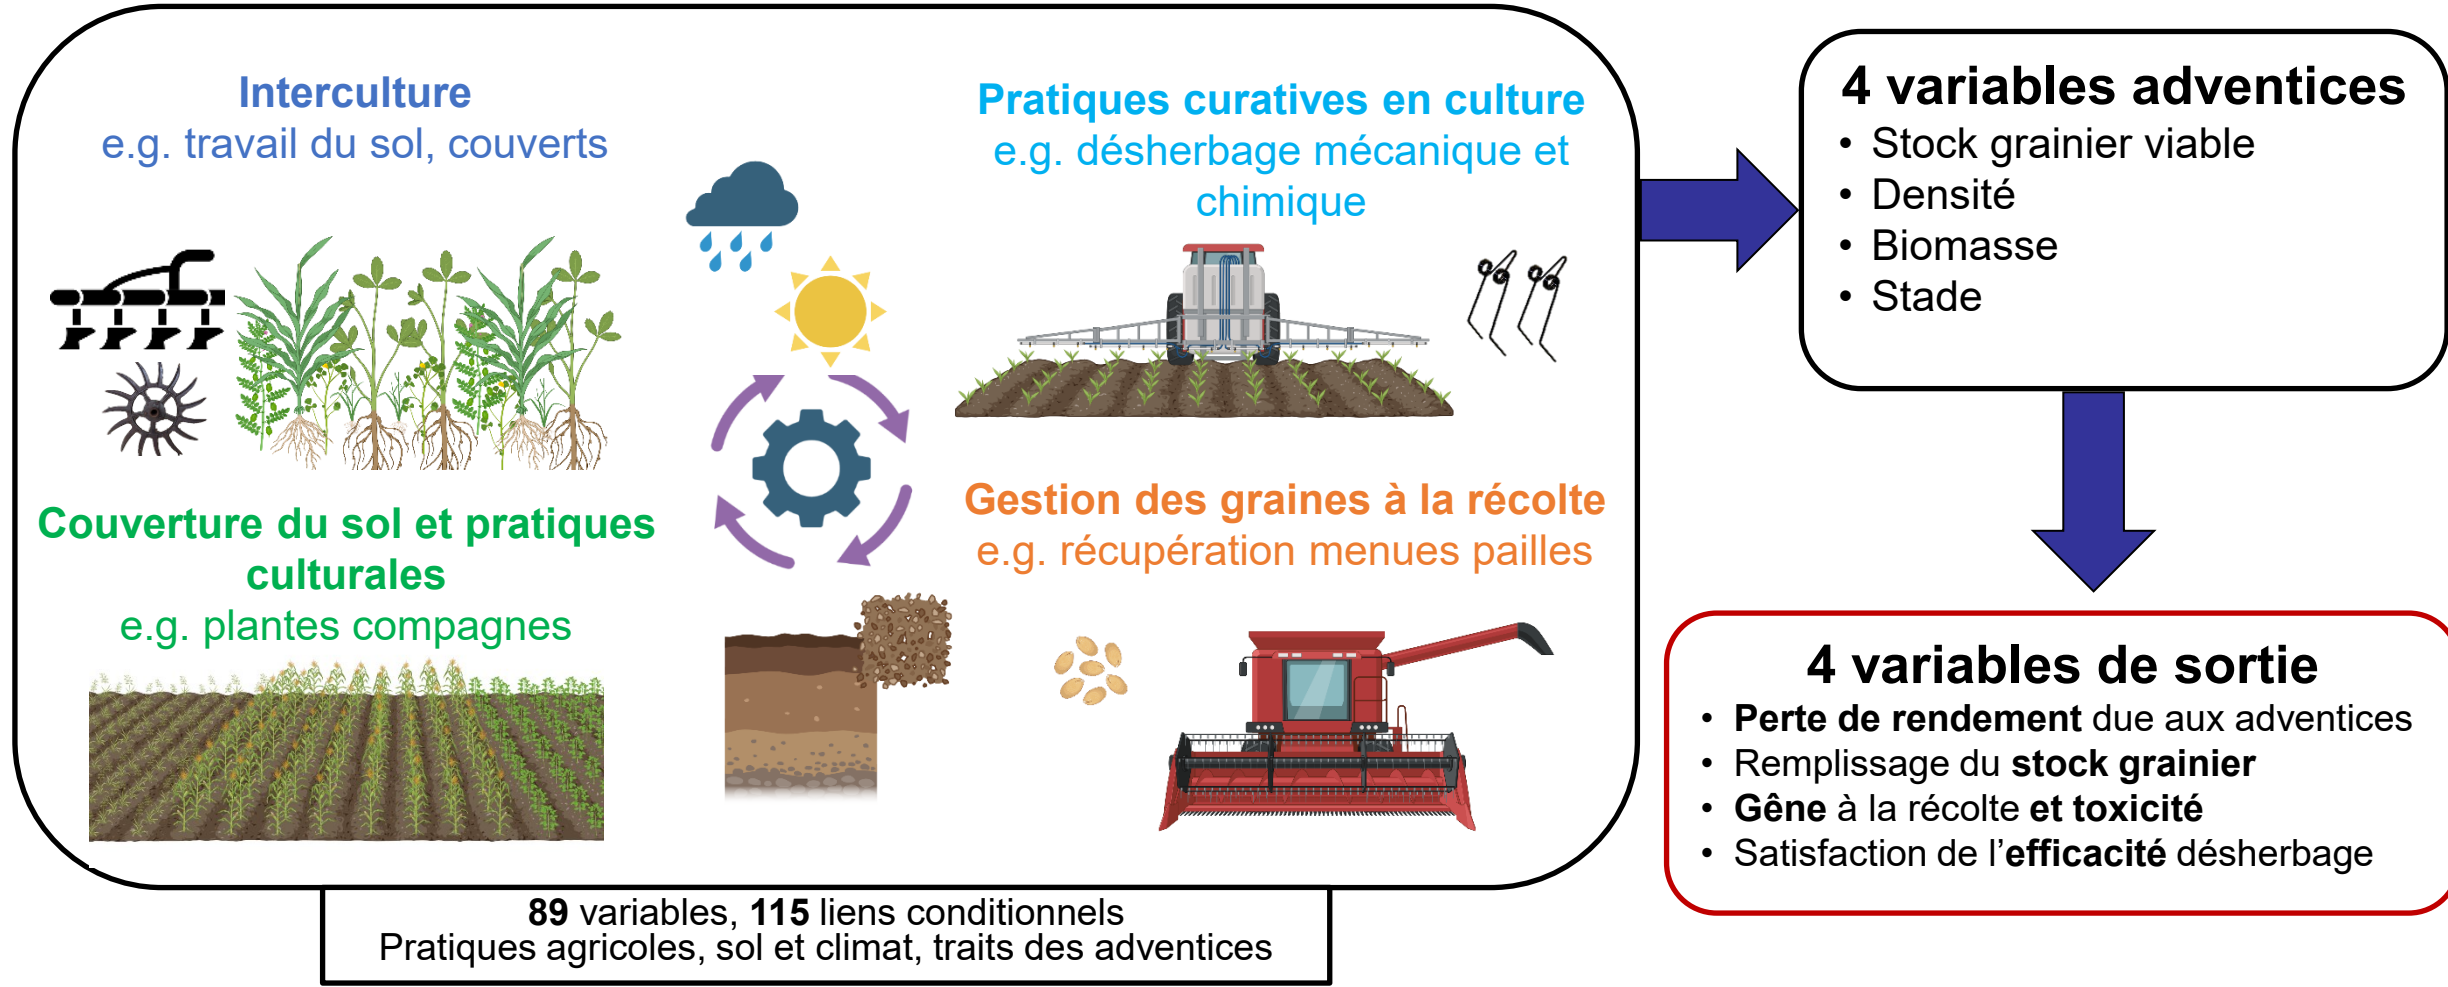 Interculture
e.g. travail du sol, couverts
Pratiques curatives en culture
e.g. désherbage mécanique et
chimique
Couverture du sol et pratiques
culturales
e.g. plantes compagnes
Gestion des graines à la récolte
e.g. récupération menues pailles
89 variables, 115 liens conditionnels
Pratiques agricoles, sol et climat, traits des adventices
4 variables adventices
• Stock grainier viable
• Densité
• Biomasse
• Stade
4 variables de sortie
• Perte de rendement due aux adventices
• Remplissage du stock grainier
• Gêne à la récolte et toxicité
• Satisfaction de l’efficacité désherbage